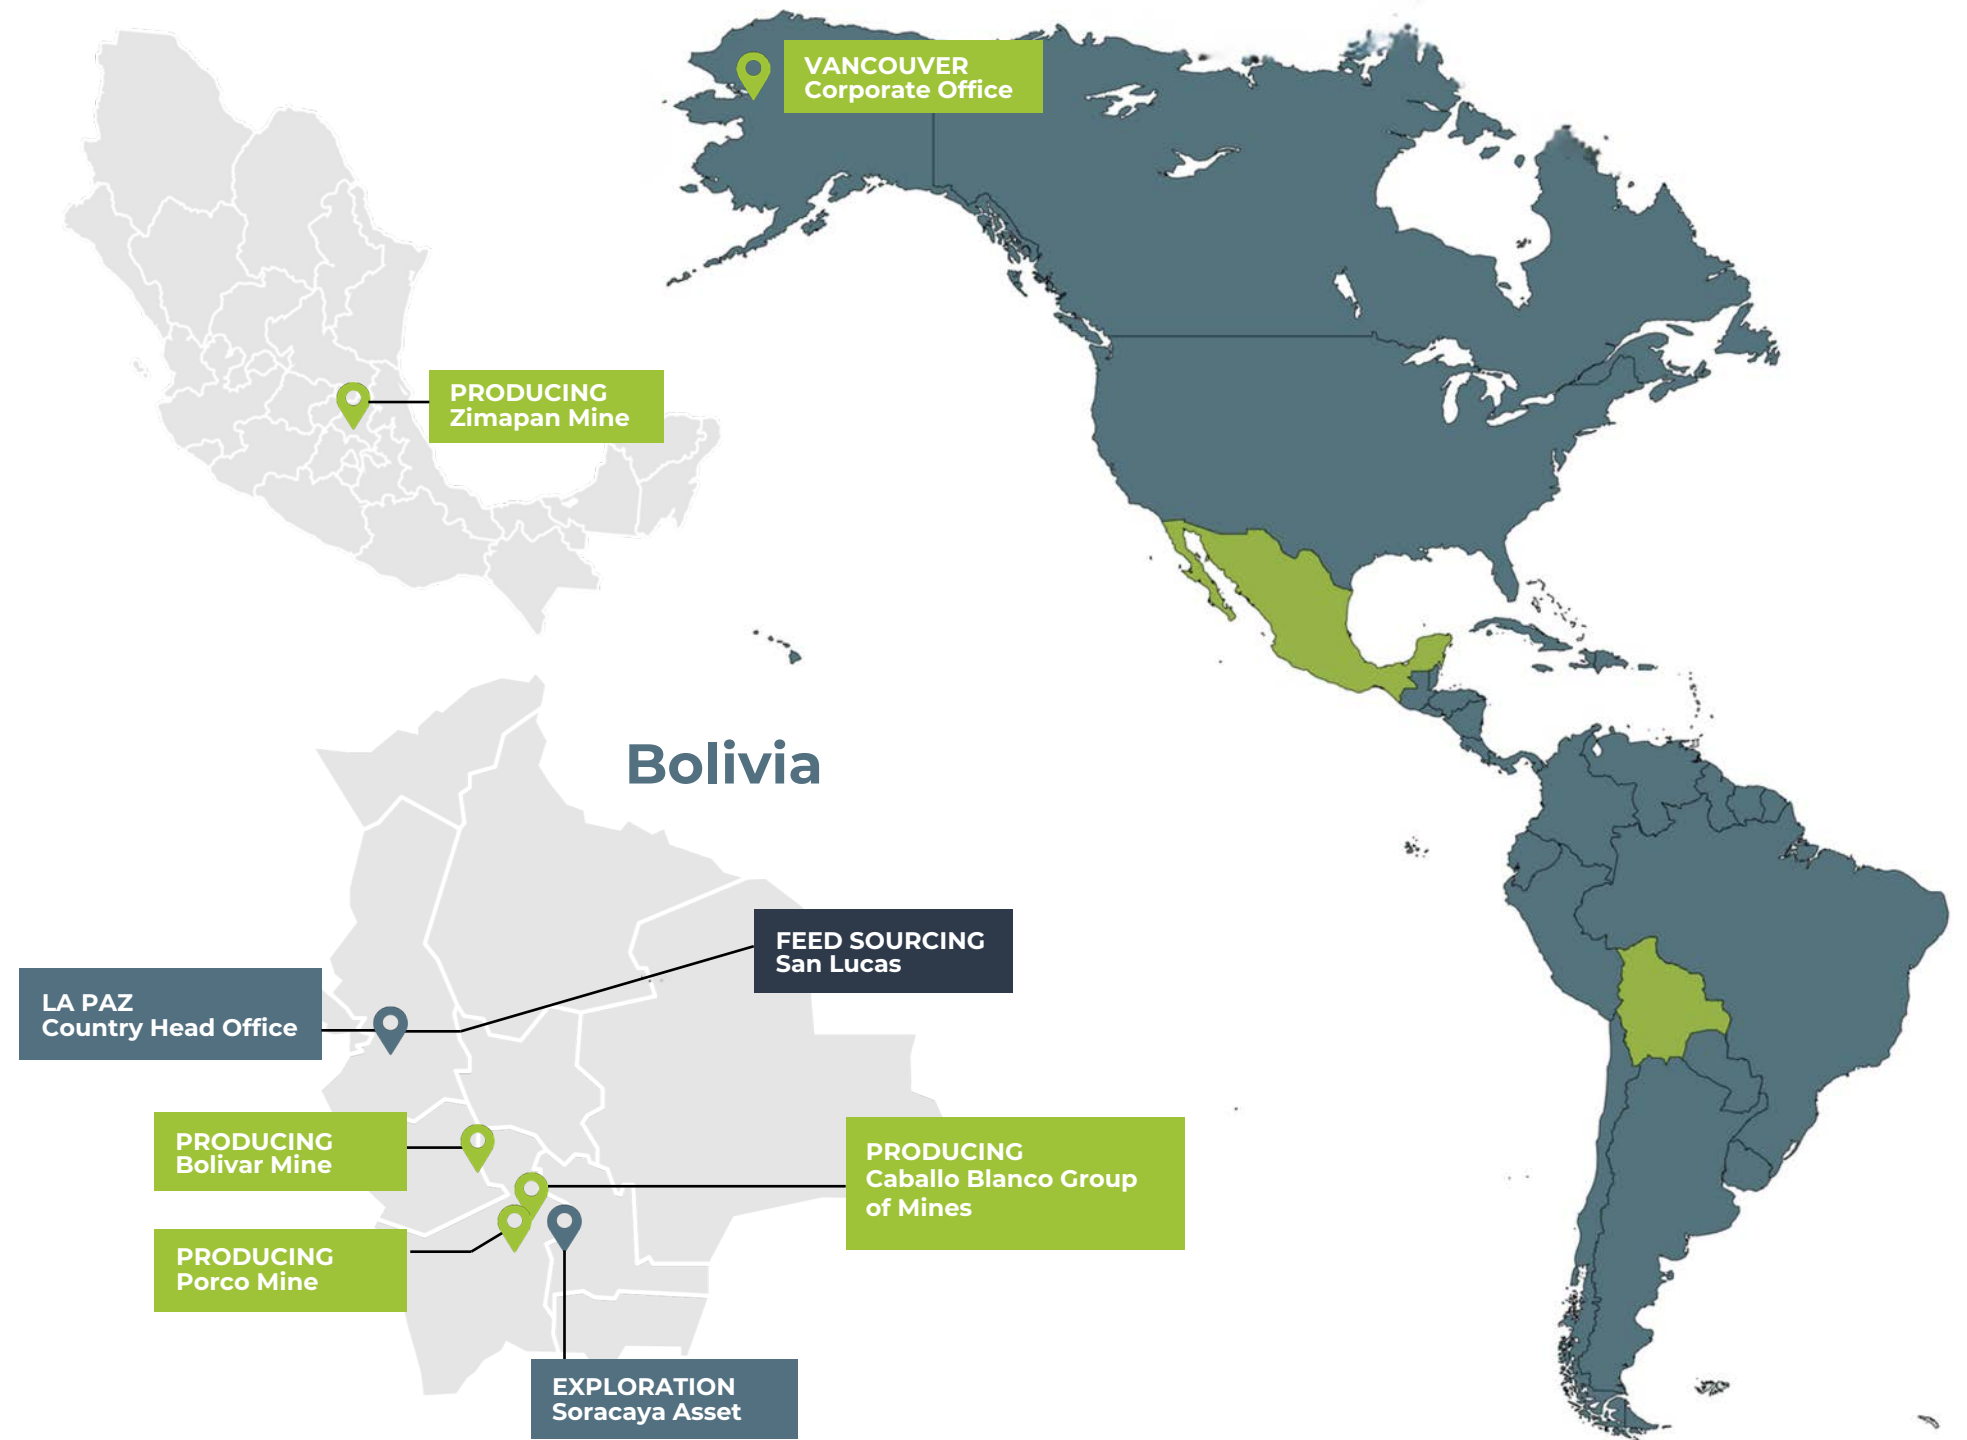 VANCOUVER
Corporate Office
PRODUCING
Zimapan Mine
Bolivia
FEED SOURCING
San Lucas
LA PAZ
Country Head Office
PRODUCING
Bolivar Mine
PRODUCING
Caballo Blanco Group
of Mines
PRODUCING
Porco Mine
EXPLORATION
Soracaya Asset